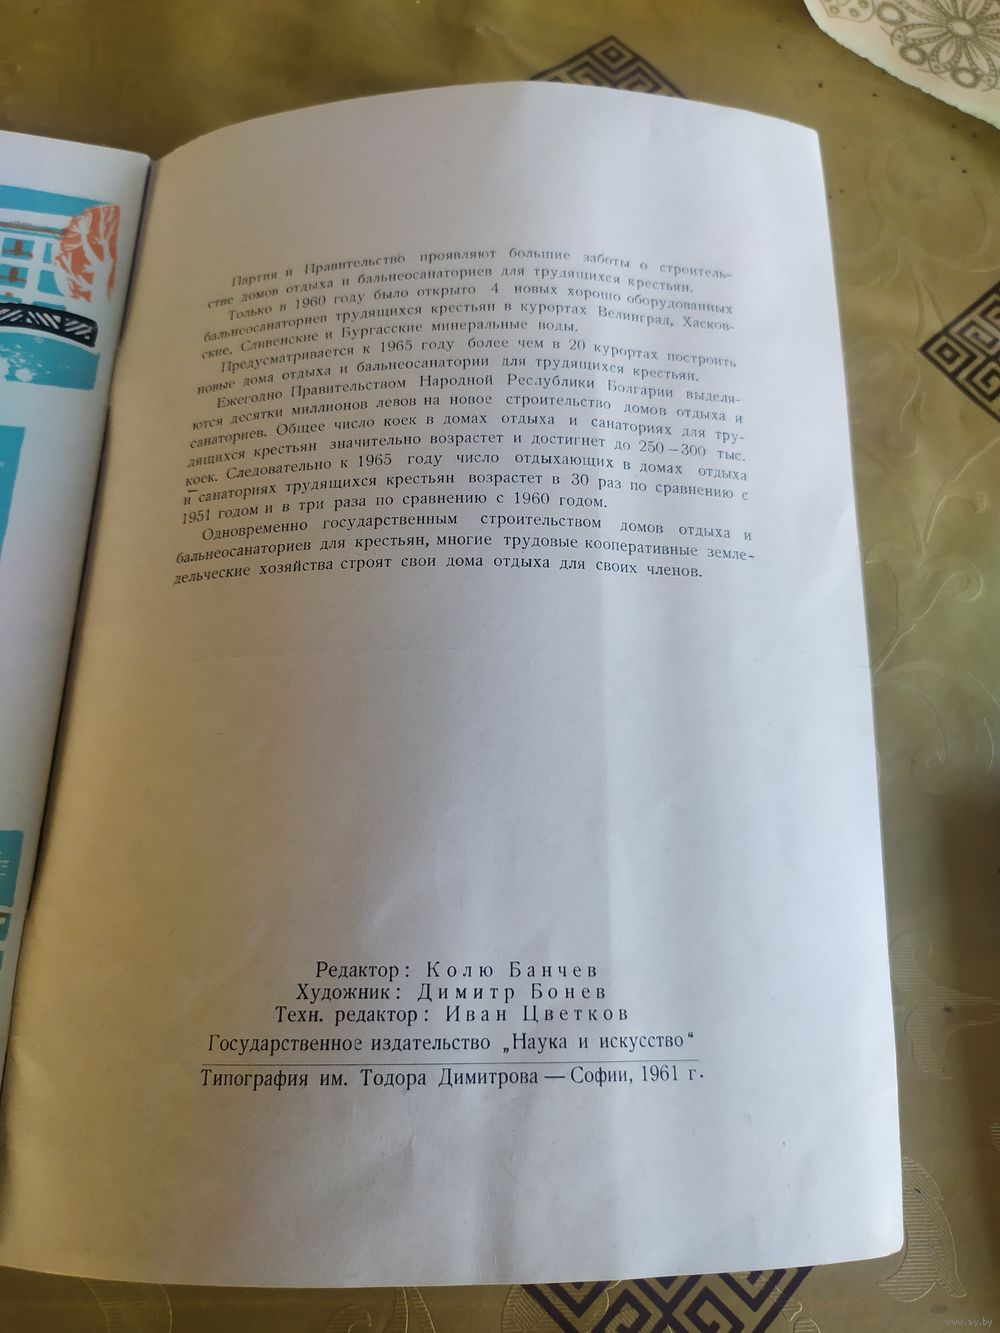 Партия и Правительство проявляют большие заботы о строитель-
стве домов отдыха и бальнеосанаториев для трудящихся крестьян.
Только в 1960 году было открыто 4 новых хорошо оборудованных
бальнеосанаториев трудящихся крестьян в курортах Велинград, Хасков-
ские, Сливенские и Бургасские минеральные воды.
Предусматривается к 1965 году более чем в 20 курортах построить
новые дома отдыха и бальнеосанатории для трудящихся крестьян.
Ежегодно Правительством Народной Республики Болгарии выделя-
ются десятки миллионов левов на новое строительство домов отдыха и
санаториев. Общее число коек в домах отдыха и санаториях для тру-
дящихся крестьян значительно возрастет и достигнет до 250—300 тыс.
коек. Следовательно к 1965 году число отдыхающих в домах отдыха
и санаториях трудящихся крестьян возрастет в 30 раз по сравнению с
1951 годом и в три раза по сравнению с 1960 годом.
Одновременно государственным строительством домов отдыха и
бальнеосанаториев для крестьян, многие трудовые кооперативные земле-
дельческие хозяйства строят свои дома отдыха для своих членов.
Редактор: Колю Банчев
Художник: Димитр Бонев
Техн. редактор: Иван Цветков
Государственное издательство „Наука и искусство“
Типография им. Тодора Димитрова — Софии, 1961 г.
www.ay.by